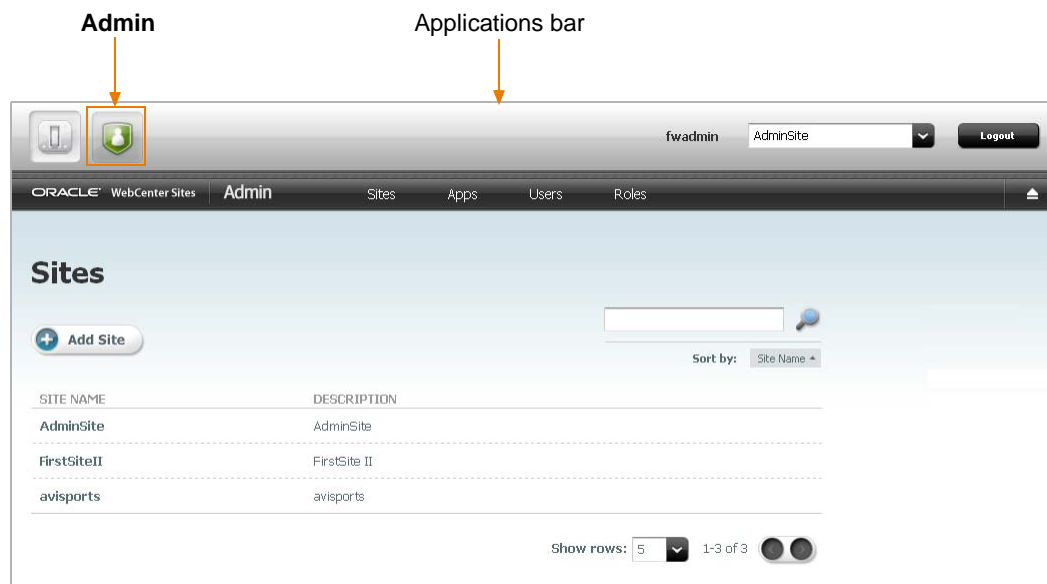 Admin
Applications bar
fwadmin
AdminSite
Logout
ORACLE® WebCenter Sites
Admin
Sites
Apps
Users
Roles
Sites
Add Site
Sort by:
Site Name
SITE NAME
DESCRIPTION
AdminSite
AdminSite
FirstSiteII
FirstSite II
avisports
avisports
Show rows:
5
1-3 of 3